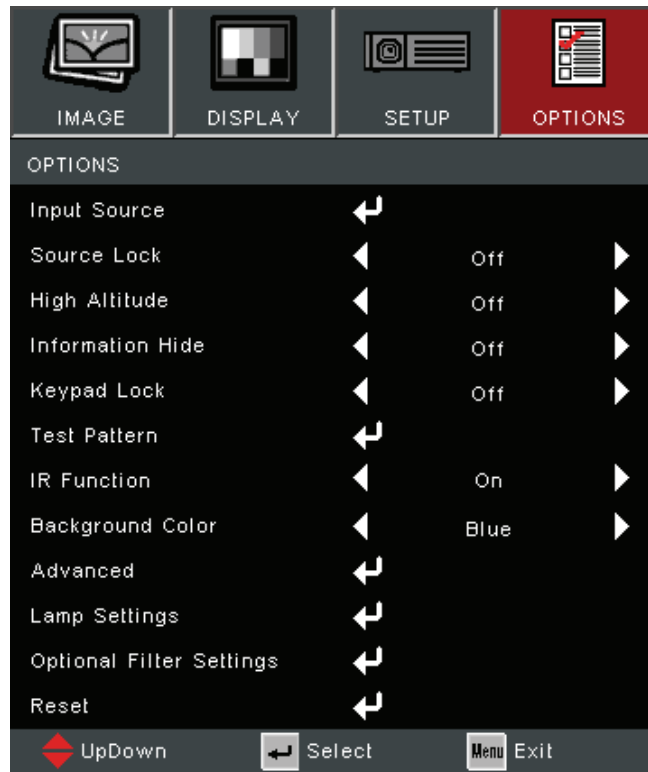 IMAGE DISPLAY SETUP OPTIONS
OPTIONS
Input Source
Source Lock Off
High Altitude Off
Information Hide Off
Keypad Lock Off
Test Pattern
IR Function On
Background Color Blue
Advanced
Lamp Settings
Optional Filter Settings
Reset
UpDown Select Menu Exit